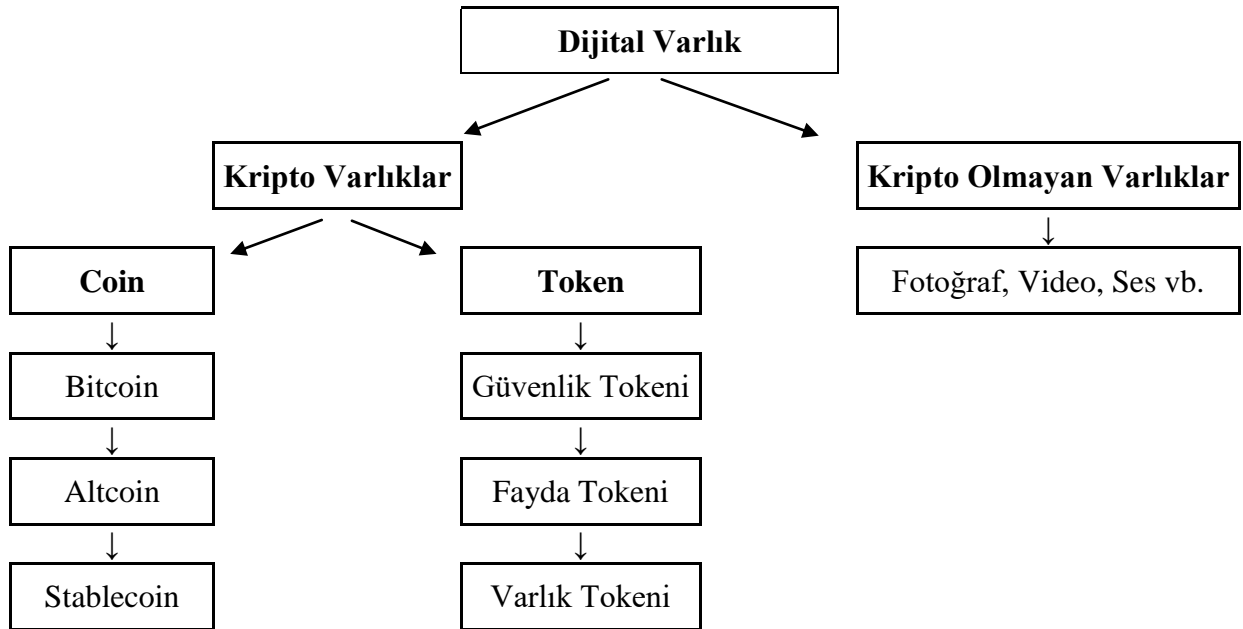 Dijital Varlık
Kripto Varlıklar
Kripto Olmayan Varlıklar
Coin
Token
Fotoğraf, Video, Ses vb.
Bitcoin
Güvenlik Tokeni
Altcoin
Fayda Tokeni
Stablecoin
Varlık Tokeni